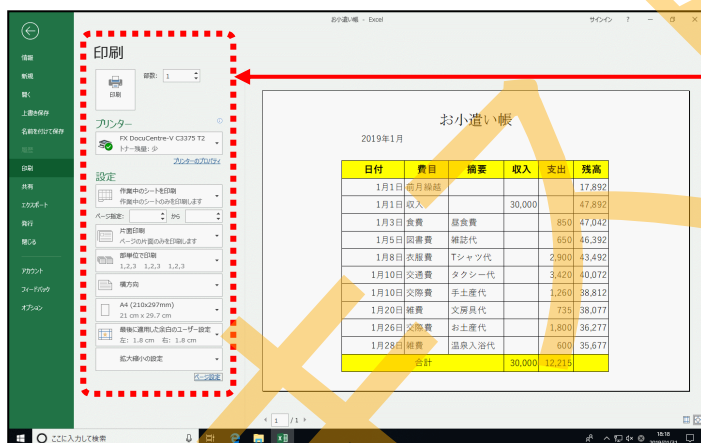 お小遣い帳 - Excel
サインイン ? － ロ ×
情報
新規
開く
上書き保存
名前を付けて保存
履歴
印刷
共有
エクスポート
発行
閉じる
アカウント
フィードバック
オプション
印刷
印刷
部数: 1
プリンター
FX DocuCentre-V C3375 T2
トナー残量: 少
プリンターのプロパティ
設定
作業中のシートを印刷
作業中のシートのみを印刷します
ページ指定: から
片面印刷
ページの片面のみを印刷します
部単位で印刷
1,2,3 1,2,3 1,2,3
横方向
A4 (210x297mm)
21 cm x 29.7 cm
最後に適用した余白のユーザー設定
左: 1.8 cm 右: 1.8 cm
拡大縮小の設定
ページ設定
お小遣い帳
2019年1月
日付 費目 摘要 収入 支出 残高
1月1日 前月繰越 17,892
1月1日 収入 30,000 47,892
1月3日 食費 昼食費 850 47,042
1月5日 図書費 雑誌代 650 46,392
1月8日 衣服費 Tシャツ代 2,900 43,492
1月10日 交通費 タクシー代 3,420 40,072
1月10日 交際費 手土産代 1,260 38,812
1月20日 雑費 文房具代 735 38,077
1月26日 交際費 お土産代 1,800 36,277
1月28日 雑費 温泉入浴代 600 35,677
合計 30,000 12,215
1 /1
ここに入力して検索
18:18